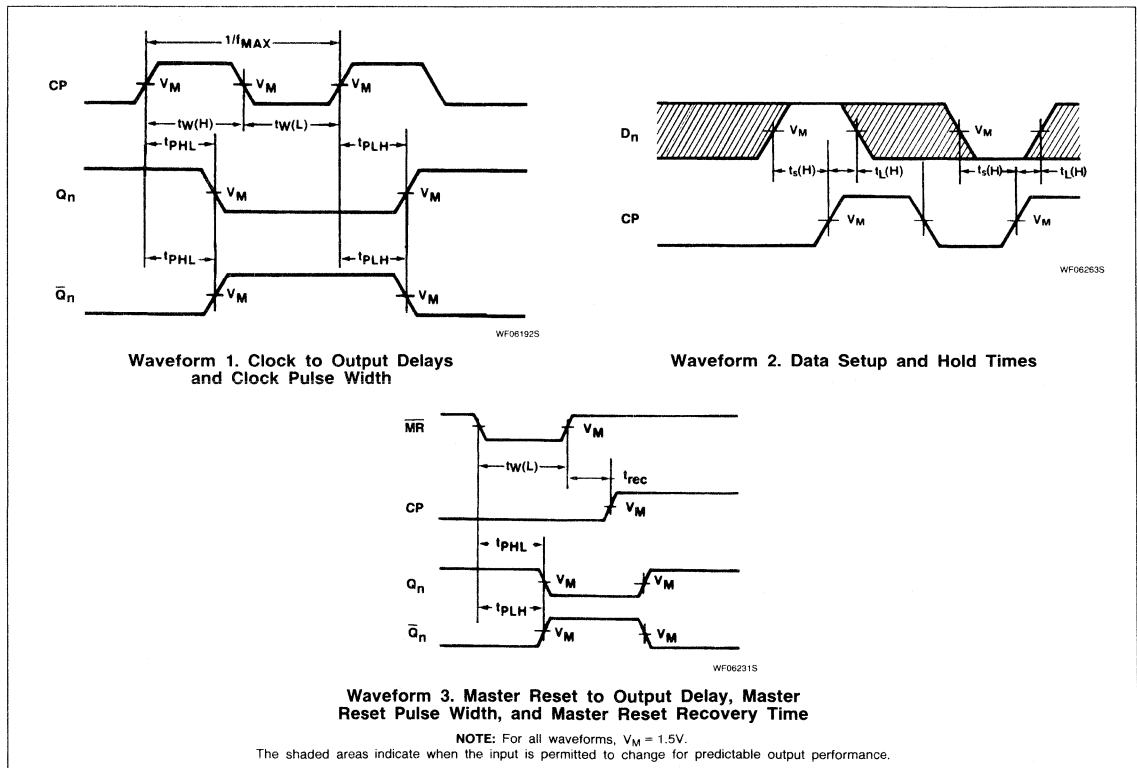 1/fMAX
CP
VM VM VM
tW(H) tW(L)
tPHL tPLH
Qn
VM VM
tPHL tPLH
Q̅n
VM VM
WF06192S
Waveform 1. Clock to Output Delays
and Clock Pulse Width
Dn
VM VM
ts(H) tL(H) ts(H) tL(H)
CP
VM VM
WF06263S
Waveform 2. Data Setup and Hold Times
M̅R̅
VM
tW(L)
trec
CP
VM
tPHL
Qn
VM VM
tPLH
Q̅n
VM VM
WF06231S
Waveform 3. Master Reset to Output Delay, Master
Reset Pulse Width, and Master Reset Recovery Time
NOTE: For all waveforms, VM = 1.5V.
The shaded areas indicate when the input is permitted to change for predictable output performance.